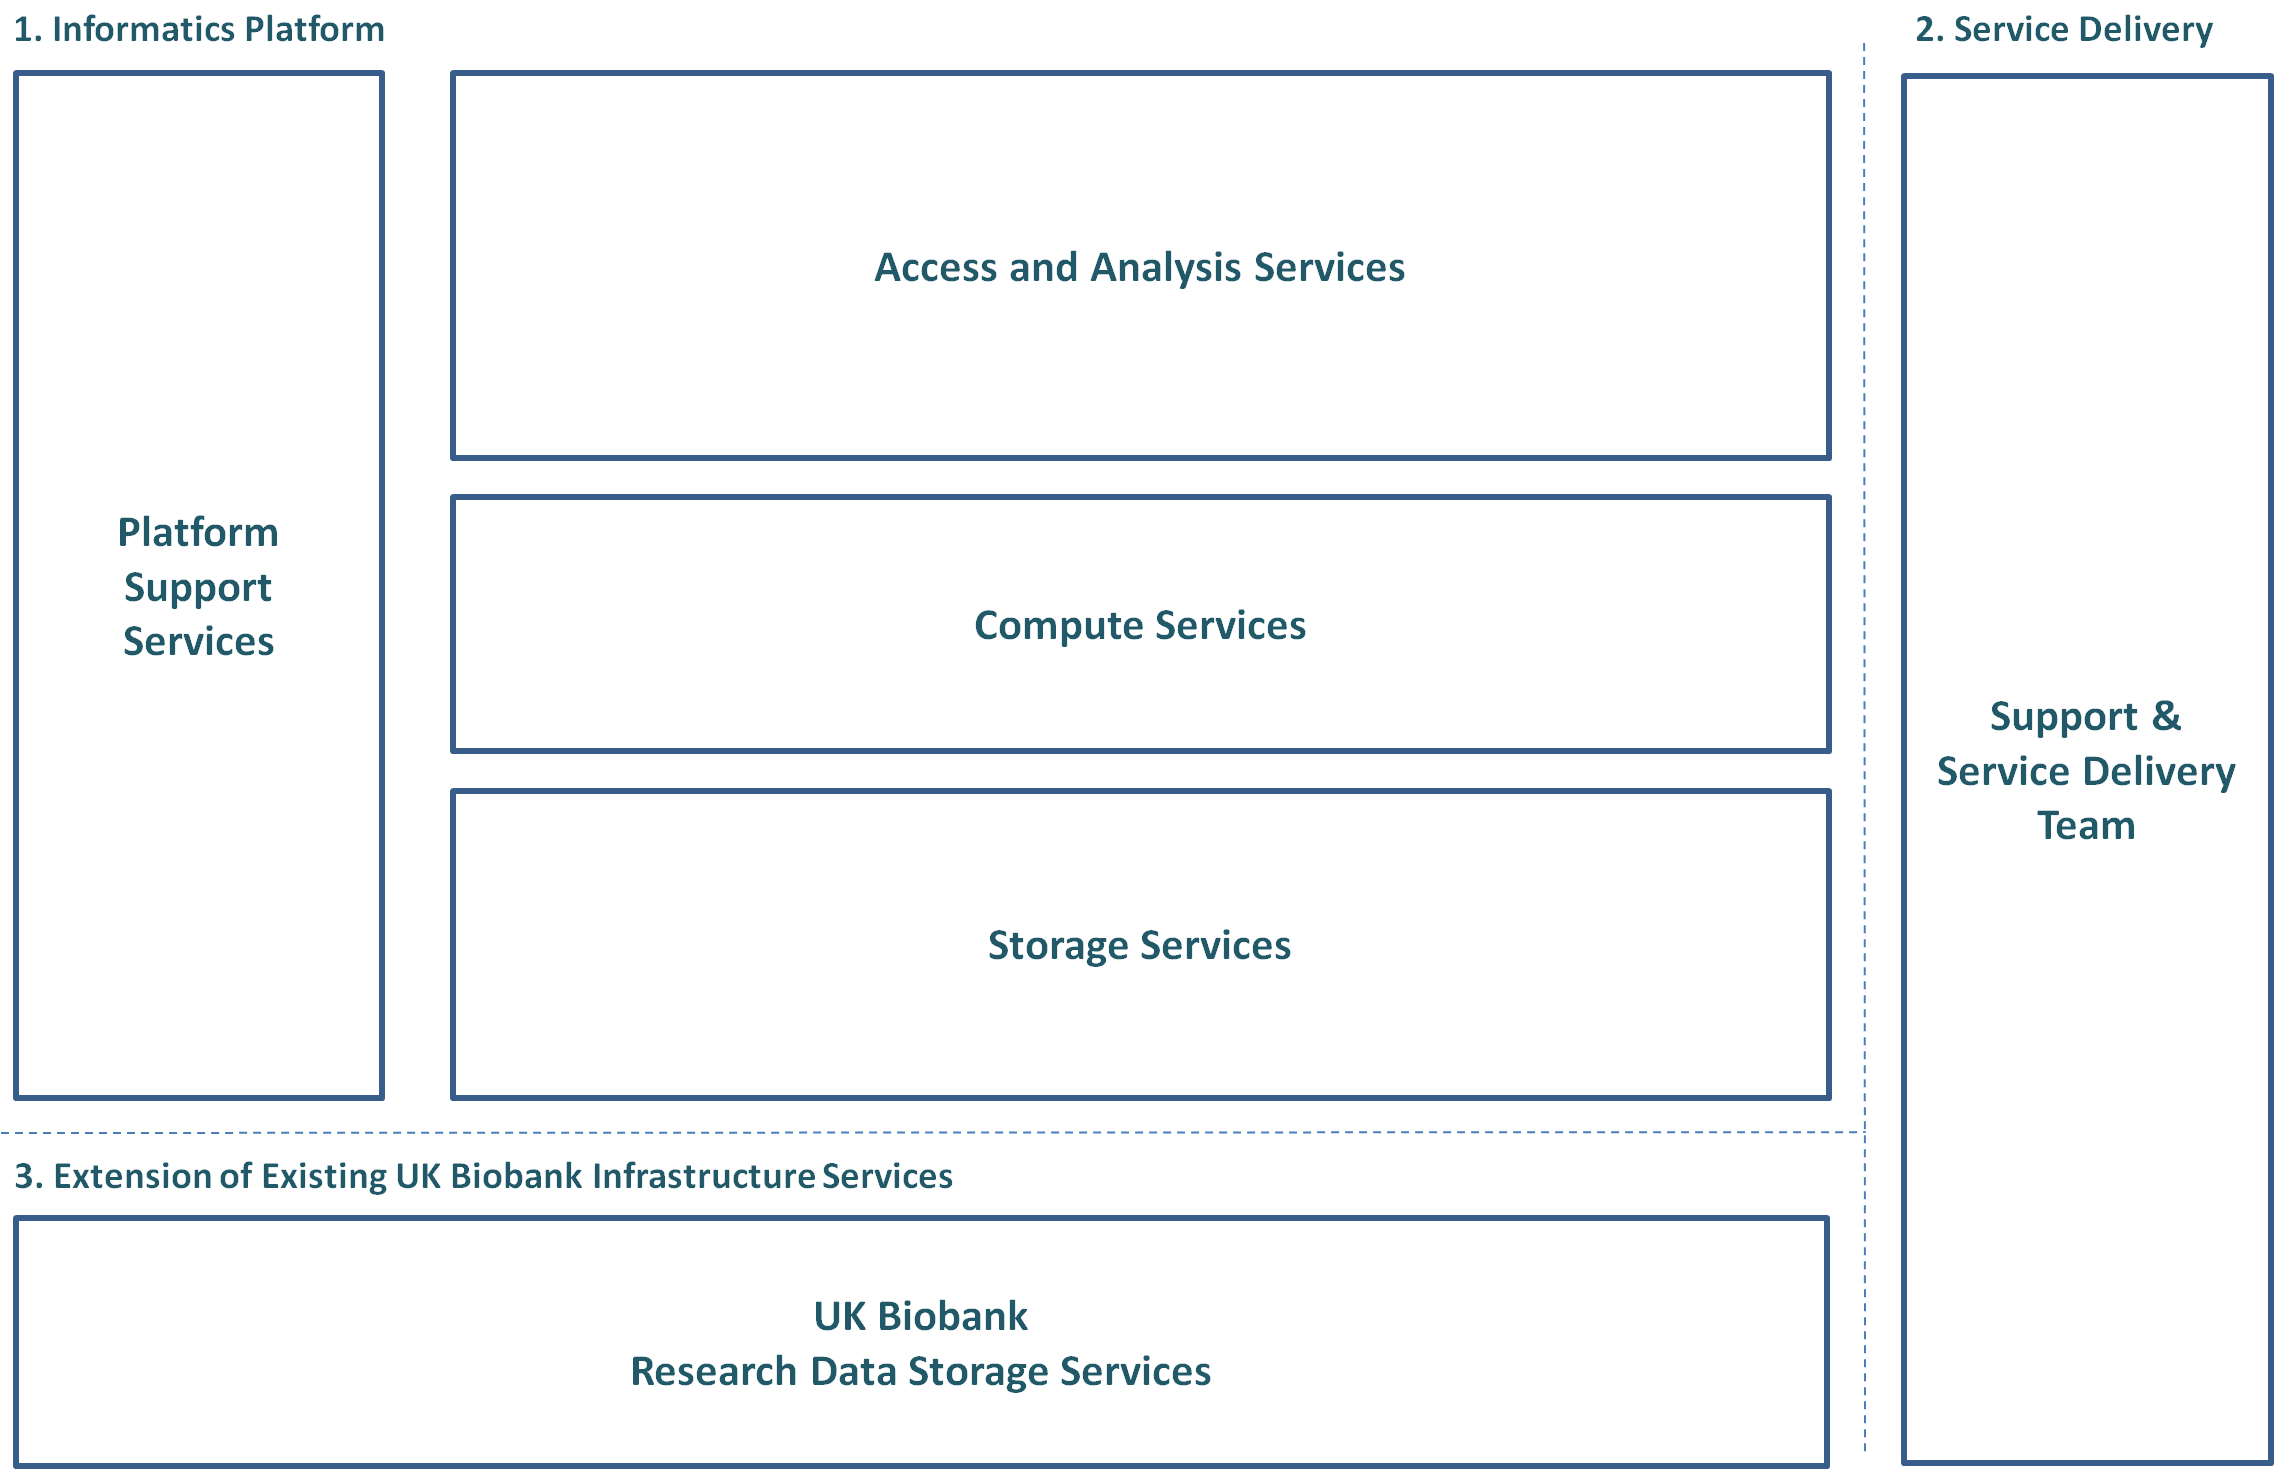 1. Informatics Platform
2. Service Delivery
Platform
Support
Services
Access and Analysis Services
Compute Services
Storage Services
Support &
Service Delivery
Team
3. Extension of Existing UK Biobank Infrastructure Services
UK Biobank
Research Data Storage Services